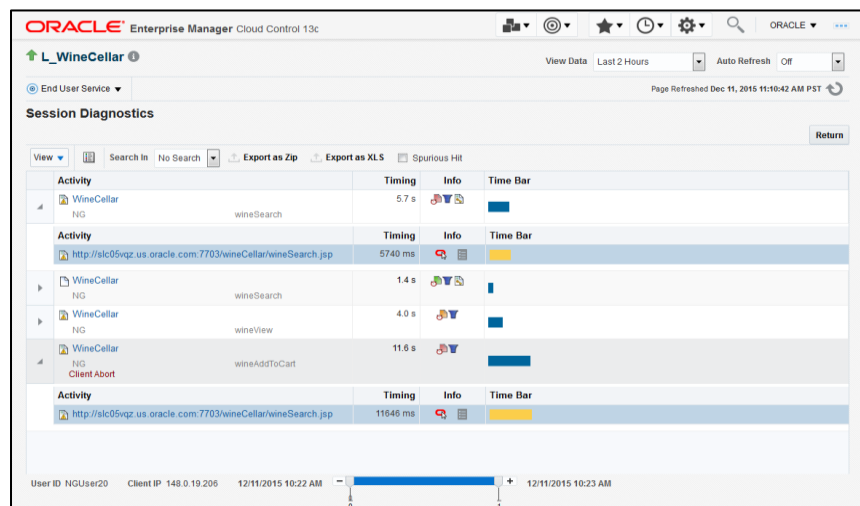 ORACLE Enterprise Manager Cloud Control 13c
ORACLE
L_WineCellar
View Data Last 2 Hours Auto Refresh Off
End User Service
Page Refreshed Dec 11, 2015 11:10:42 AM PST
Session Diagnostics
Return
View Search In No Search Export as Zip Export as XLS Spurious Hit
Activity Timing Info Time Bar
WineCellar 5.7 s
NG wineSearch
Activity Timing Info Time Bar
http://slc05vqz.us.oracle.com:7703/wineCellar/wineSearch.jsp 5740 ms
WineCellar 1.4 s
NG wineSearch
WineCellar 4.0 s
NG wineView
WineCellar 11.6 s
NG wineAddToCart
Client Abort
Activity Timing Info Time Bar
http://slc05vqz.us.oracle.com:7703/wineCellar/wineSearch.jsp 11646 ms
User ID NGUser20 Client IP 148.0.19.206 12/11/2015 10:22 AM 12/11/2015 10:23 AM